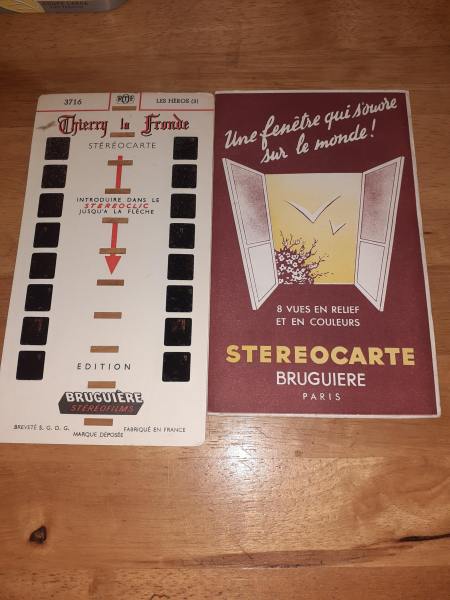 3716
LES HÉROS (3)
Thierry la Fronde
STÉRÉOCARTE
INTRODUIRE DANS LE
STEREOCLIC
JUSQU'A LA FLÈCHE
EDITION
BRUGUIÈRE
STÉRÉOFILMS
BREVETÉ S. G. D. G.
MARQUE DÉPOSÉE
FABRIQUÉ EN FRANCE
Une fenêtre qui s'ouvre
sur le monde!
8 VUES EN RELIEF
ET EN COULEURS
STEREOCARTE
BRUGUIERE
PARIS